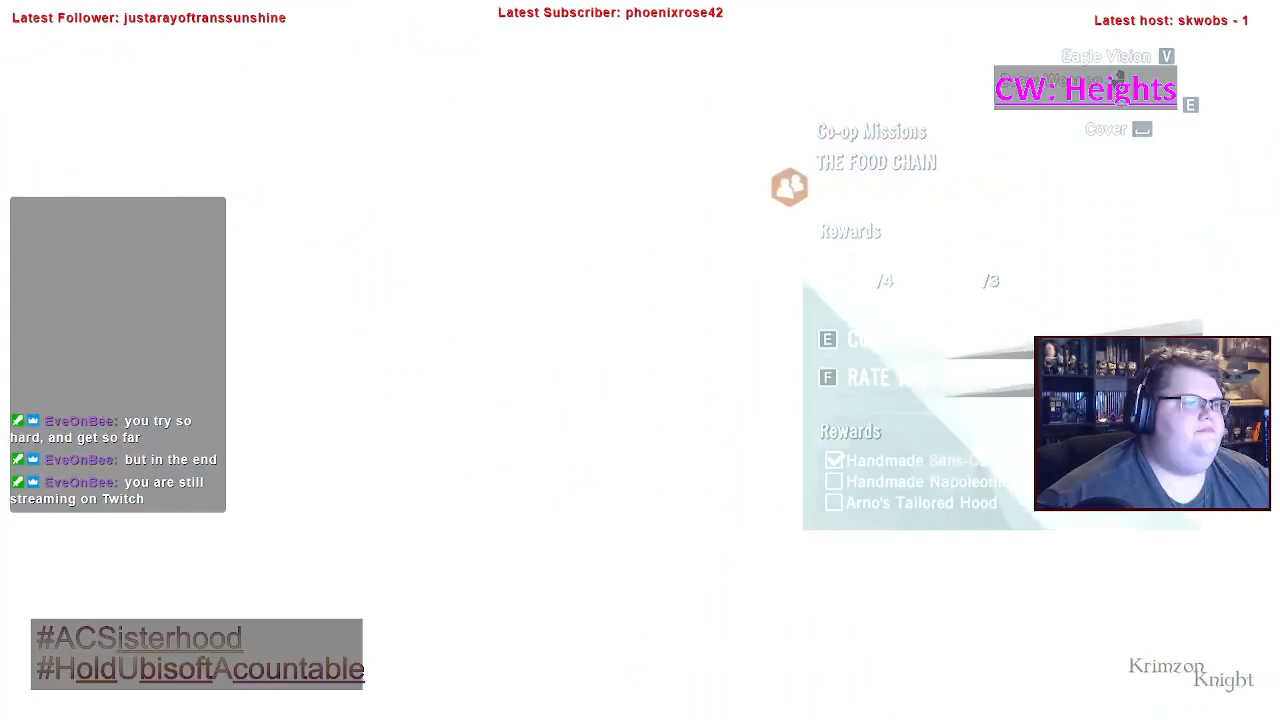 Latest Follower: justarayoftranssunshine
Latest Subscriber: phoenixrose42
Latest host: skwobs - 1
Eagle Vision V
CW: Heights
E
Cover
Co-op Missions
THE FOOD CHAIN
Rewards
/4 /3
E
F RATE
Rewards
Handmade Sans-C
Handmade Napoleoni
Arno's Tailored Hood
EveOnBee: you try so
hard, and get so far
EveOnBee: but in the end
EveOnBee: you are still
streaming on Twitch
#ACSisterhood
#HoldUbisoftAcountable
Krimzon
Knight